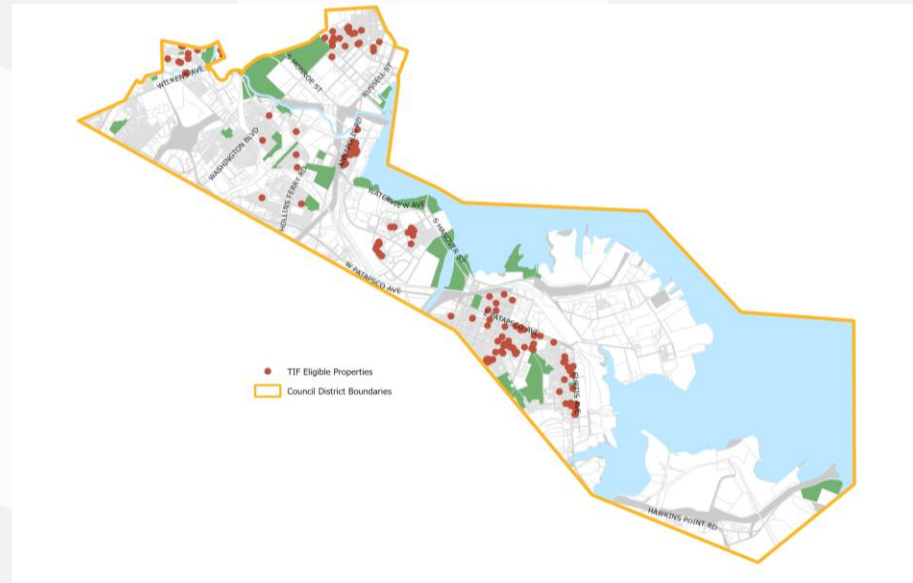 WILKENS AVE
S MONROE ST
RUSSELL ST
WASHINGTON BLVD
HOLLINS FERRY RD
WATERVIEW AVE
S HANOVER ST
W PATAPSCO AVE
PATAPSCO AVE
HAWKINS POINT RD
TIF Eligible Properties
Council District Boundaries